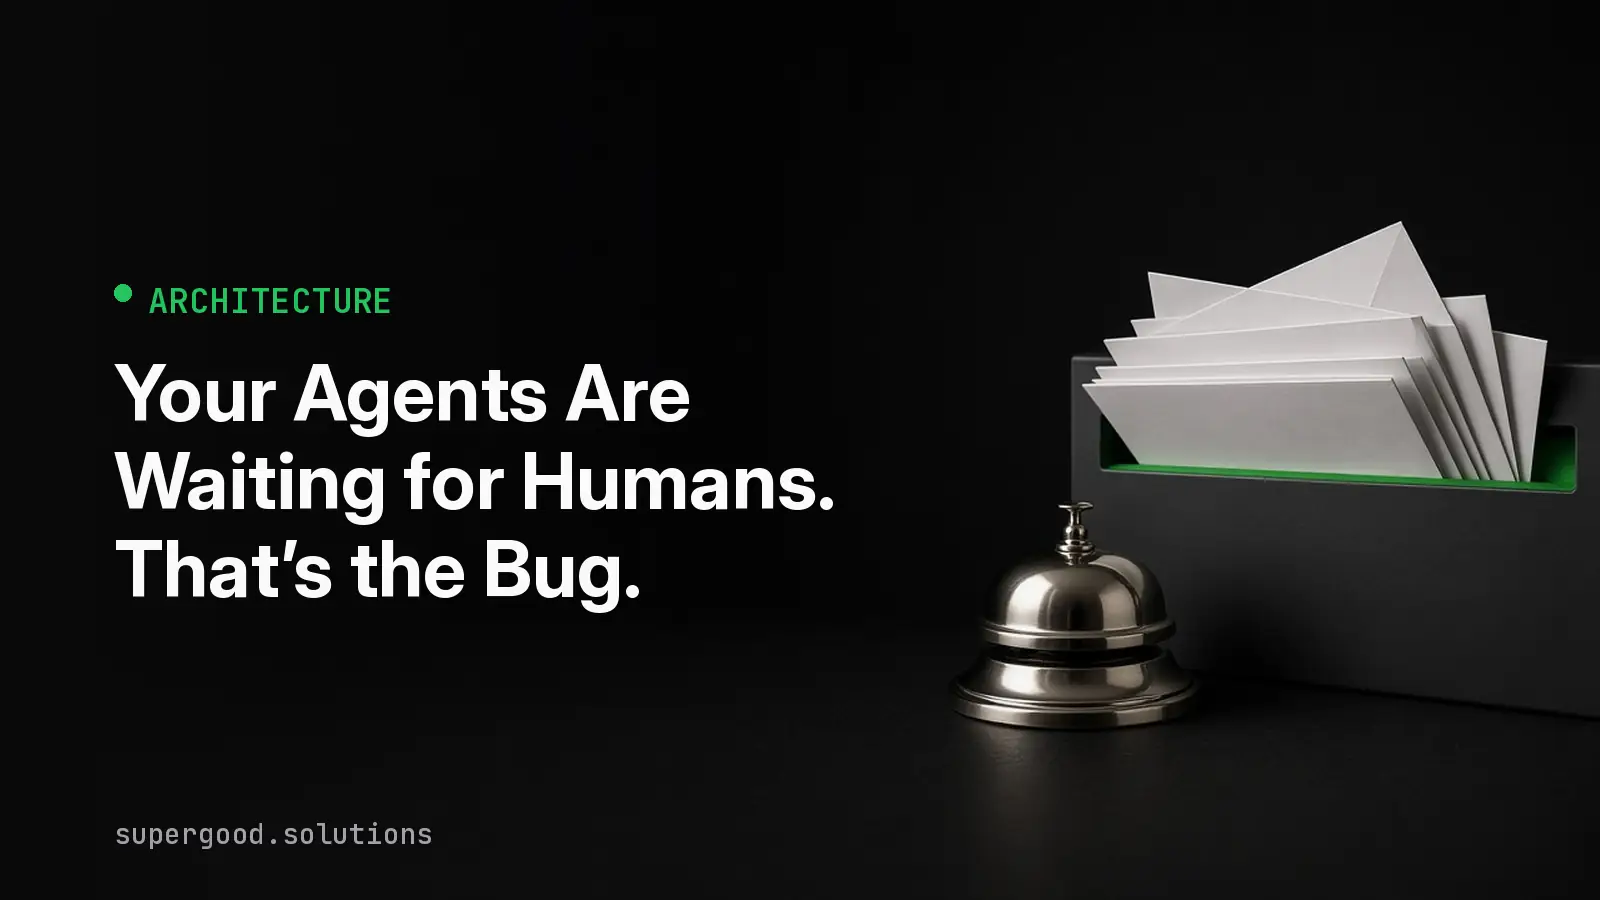 ARCHITECTURE
Your Agents Are
Waiting for Humans.
That’s the Bug.
supergood.solutions